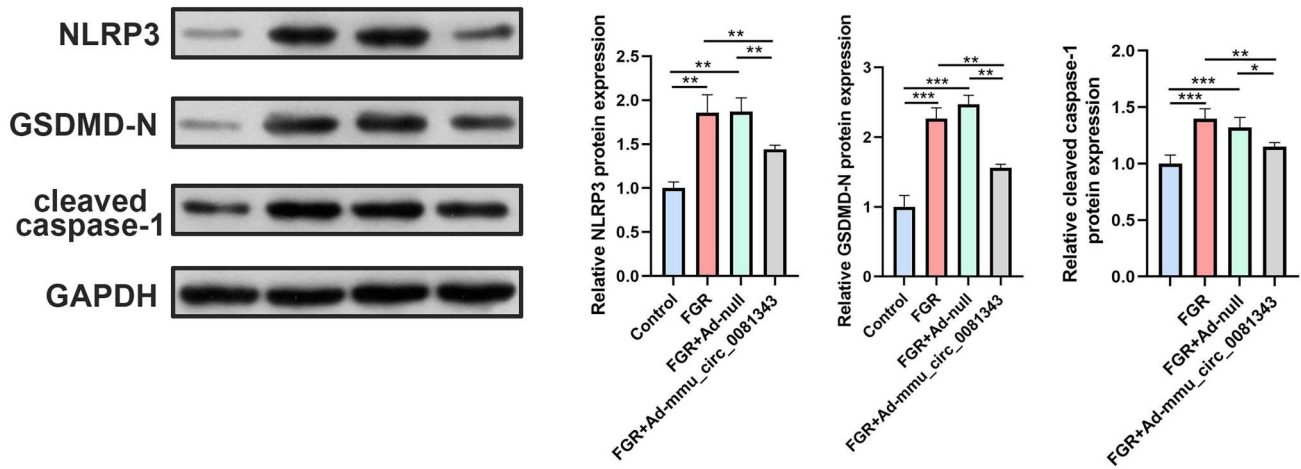 NLRP3
GSDMD-N
cleaved
caspase-1
GAPDH
Relative NLRP3 protein expression
2.5
2.0
1.5
1.0
0.5
0.0
**
**
**
**
Control
FGR
FGR+Ad-null
FGR+Ad-mmu_circ_0081343
Relative GSDMD-N protein expression
3
2
1
0
**
***
**
***
FGR
Control
FGR+Ad-null
FGR+Ad-mmu_circ_0081343
Relative cleaved caspase-1
protein expression
2.0
1.5
1.0
0.5
0.0
**
***
*
***
FGR
FGR+Ad-null
FGR+Ad-mmu_circ_0081343